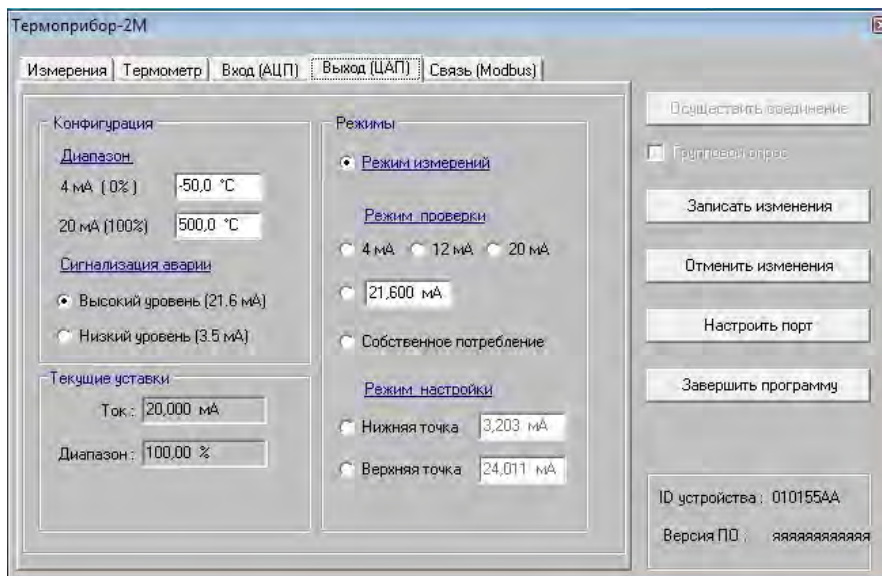 Термоприбор-2М
Измерения Термометр Вход (АЦП) Выход (ЦАП) Связь (Modbus)
Конфигурация
Диапазон
4 мА ( 0% ) -50,0 °C
20 мА (100%) 500,0 °C
Сигнализация аварии
Высокий уровень (21.6 мА)
Низкий уровень (3.5 мА)
Текущие уставки
Ток : 20,000 мА
Диапазон : 100,00 %
Режимы
Режим измерений
Режим проверки
4 мА 12 мА 20 мА
21,600 мА
Собственное потребление
Режим настройки
Нижняя точка 3,203 мА
Верхняя точка 24,011 мА
Осуществить соединение
Групповой опрос
Записать изменения
Отменить изменения
Настроить порт
Завершить программу
ID устройства : 010155AA
Версия ПО : яяяяяяяяяяяя